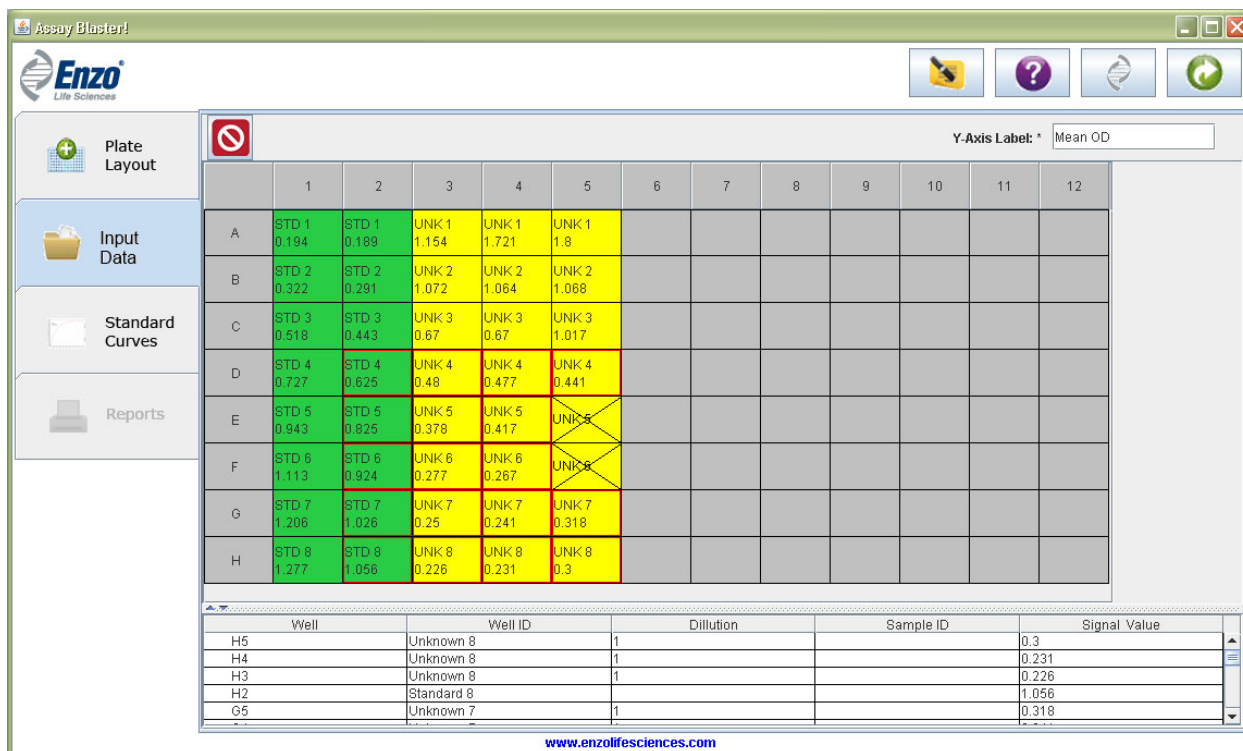 Assay Blaster!
Enzo
Life Sciences
Plate
Layout
Input
Data
Standard
Curves
Reports
Y-Axis Label: * Mean OD
1 2 3 4 5 6 7 8 9 10 11 12
A STD 1 STD 1 UNK 1 UNK 1 UNK 1
0.194 0.189 1.154 1.721 1.8
B STD 2 STD 2 UNK 2 UNK 2 UNK 2
0.322 0.291 1.072 1.064 1.068
C STD 3 STD 3 UNK 3 UNK 3 UNK 3
0.518 0.443 0.67 0.67 1.017
D STD 4 STD 4 UNK 4 UNK 4 UNK 4
0.727 0.625 0.48 0.477 0.441
E STD 5 STD 5 UNK 5 UNK 5 UNK 5
0.943 0.825 0.378 0.417
F STD 6 STD 6 UNK 6 UNK 6 UNK 6
1.113 0.924 0.277 0.267
G STD 7 STD 7 UNK 7 UNK 7 UNK 7
1.206 1.026 0.25 0.241 0.318
H STD 8 STD 8 UNK 8 UNK 8 UNK 8
1.277 1.056 0.226 0.231 0.3
Well Well ID Dillution Sample ID Signal Value
H5 Unknown 8 1 0.3
H4 Unknown 8 1 0.231
H3 Unknown 8 1 0.226
H2 Standard 8 1.056
G5 Unknown 7 1 0.318
www.enzolifesciences.com